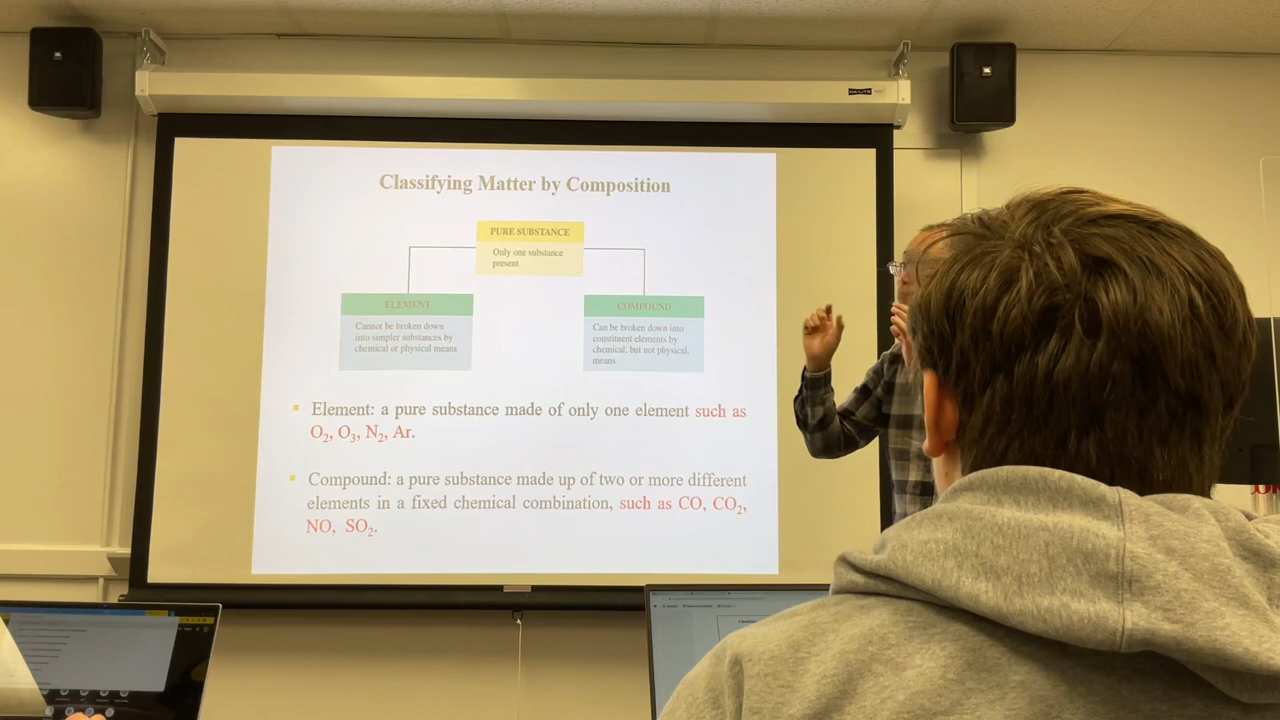 DA-LITE
Classifying Matter by Composition
PURE SUBSTANCE
Only one substance
present
ELEMENT
Cannot be broken down
into simpler substances by
chemical or physical means
COMPOUND
Can be broken down into
constituent elements by
chemical, but not physical,
means
▪ Element: a pure substance made of only one element such as
O₂, O₃, N₂, Ar.
▪ Compound: a pure substance made up of two or more different
elements in a fixed chemical combination, such as CO, CO₂,
NO, SO₂.